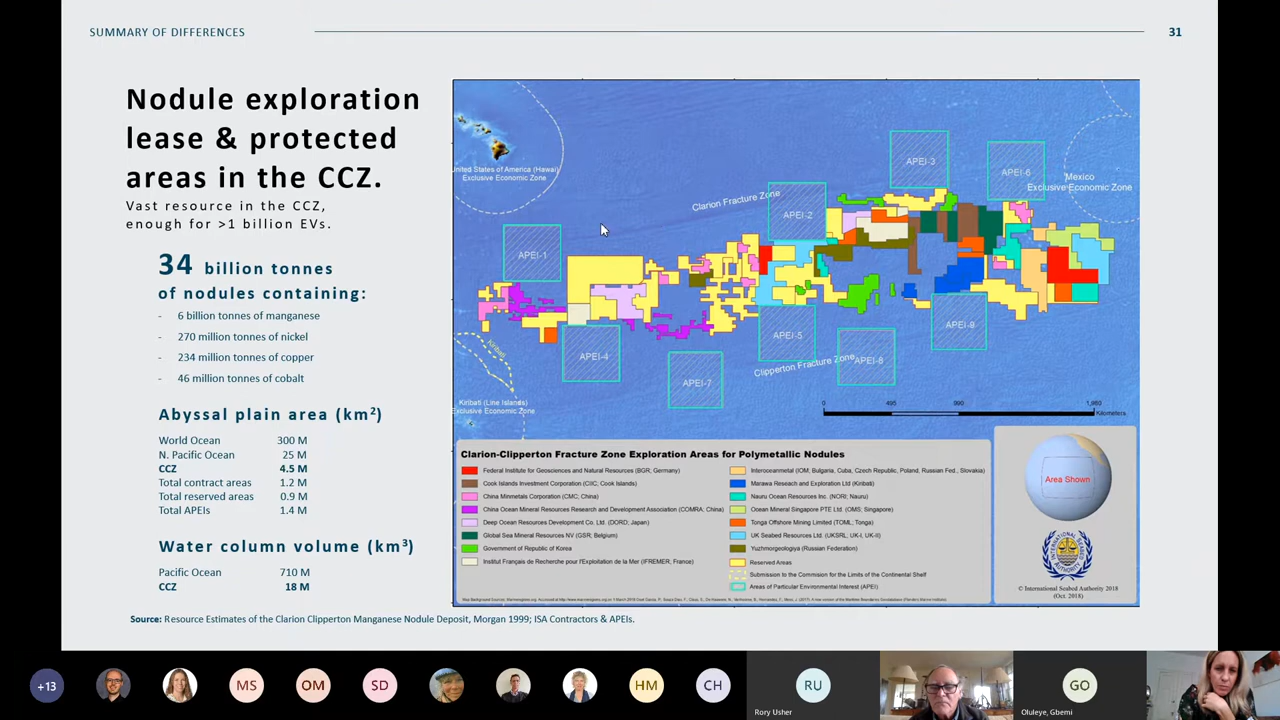 SUMMARY OF DIFFERENCES
31
Nodule exploration
lease & protected
areas in the CCZ.
Vast resource in the CCZ,
enough for >1 billion EVs.
34 billion tonnes
of nodules containing:
- 6 billion tonnes of manganese
- 270 million tonnes of nickel
- 234 million tonnes of copper
- 46 million tonnes of cobalt
Abyssal plain area (km²)
World Ocean 300 M
N. Pacific Ocean 25 M
CCZ 4.5 M
Total contract areas 1.2 M
Total reserved areas 0.9 M
Total APEIs 1.4 M
Water column volume (km³)
Pacific Ocean 710 M
CCZ 18 M
United States of America (Hawai)
Exclusive Economic Zone
Clarion Fracture Zone
APEI-3
APEI-6
Mexico
Exclusive Economic Zone
APEI-2
APEI-1
APEI-9
APEI-5
APEI-4
APEI-8
APEI-7
Clipperton Fracture Zone
Kiribati
Kiribati (Line Islands)
Exclusive Economic Zone
0 495 990 1,980
Kilometers
Clarion-Clipperton Fracture Zone Exploration Areas for Polymetallic Nodules
Federal Institute for Geosciences and Natural Resources (BGR, Germany)
Cook Islands Investment Corporation (CIIC, Cook Islands)
China Minmetals Corporation (CMC; China)
China Ocean Mineral Resources Research and Development Association (COMRA; China)
Deep Ocean Resources Development Co. Ltd. (DORD; Japan)
Global Sea Mineral Resources NV (GSR; Belgium)
Government of Republic of Korea
Institut Français de Recherche pour l'Exploitation de la Mer (IFREMER, France)
Interoceanmetal (IOM; Bulgaria, Cuba, Czech Republic, Poland, Russian Fed., Slovakia)
Marawa Reseach and Exploration Ltd (Kiribati)
Nauru Ocean Resources Inc. (NORI; Nauru)
Ocean Mineral Singapore PTE Ltd. (OMS; Singapore)
Tonga Offshore Mining Limited (TOML; Tonga)
UK Seabed Resources Ltd. (UKSRL, UK-I, UK-II)
Yuzhmorgeologiya (Russian Federation)
Reserved Areas
Submission to the Commision for the Limits of the Continental Shelf
Areas of Particular Environmental Interest (APEI)
Area Shown
© International Seabed Authority 2018
(Oct. 2018)
Source: Resource Estimates of the Clarion Clipperton Manganese Nodule Deposit, Morgan 1999; ISA Contractors & APEIs.
+13
MS
OM
SD
HM
CH
RU
Rory Usher
GO
Oluleye, Gbemi